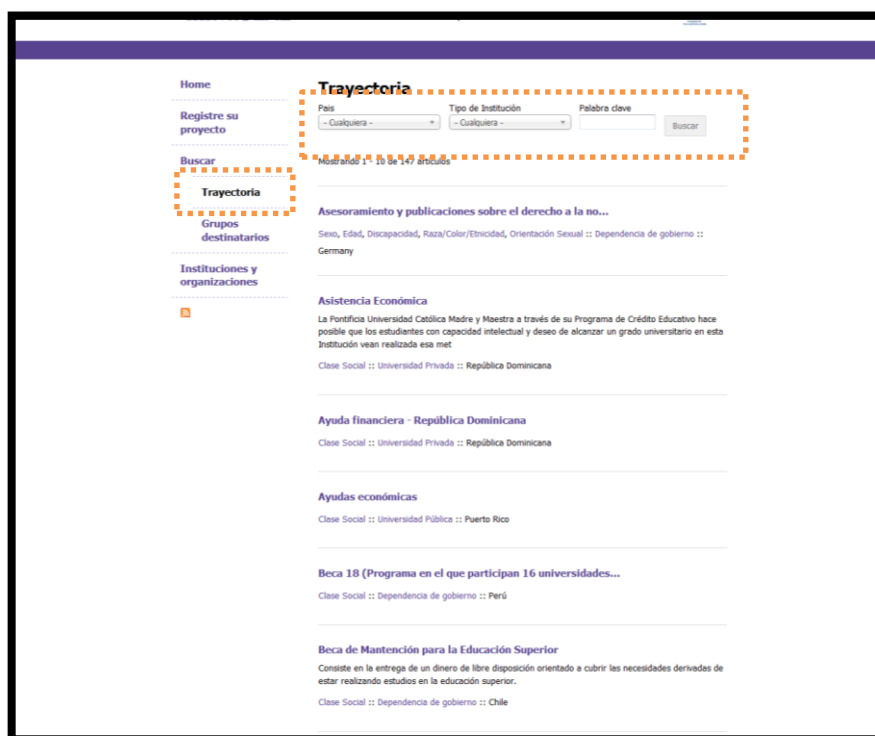 Home
Registre su
proyecto
Buscar
Trayectoria
Grupos
destinatarios
Instituciones y
organizaciones
Trayectoria
Pais
Tipo de Institución
Palabra clave
- Cualquiera -
- Cualquiera -
Buscar
Mostrando 1 - 10 de 147 artículos
Asesoramiento y publicaciones sobre el derecho a la no...
Sexo, Edad, Discapacidad, Raza/Color/Etnicidad, Orientación Sexual :: Dependencia de gobierno ::
Germany
Asistencia Económica
La Pontificia Universidad Católica Madre y Maestra a través de su Programa de Crédito Educativo hace
posible que los estudiantes con capacidad intelectual y deseo de alcanzar un grado universitario en esta
Institución vean realizada esa met
Clase Social :: Universidad Privada :: República Dominicana
Ayuda financiera - República Dominicana
Clase Social :: Universidad Privada :: República Dominicana
Ayudas económicas
Clase Social :: Universidad Pública :: Puerto Rico
Beca 18 (Programa en el que participan 16 universidades...
Clase Social :: Dependencia de gobierno :: Perú
Beca de Mantención para la Educación Superior
Consiste en la entrega de un dinero de libre disposición orientado a cubrir las necesidades derivadas de
estar realizando estudios en la educación superior.
Clase Social :: Dependencia de gobierno :: Chile